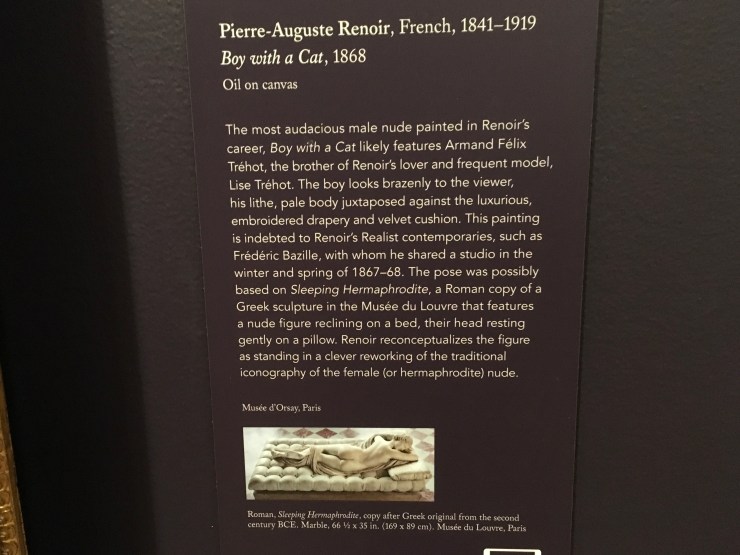 Pierre-Auguste Renoir, French, 1841–1919
Boy with a Cat, 1868
Oil on canvas
The most audacious male nude painted in Renoir's
career, Boy with a Cat likely features Armand Félix
Tréhot, the brother of Renoir's lover and frequent model,
Lise Tréhot. The boy looks brazenly to the viewer,
his lithe, pale body juxtaposed against the luxurious,
embroidered drapery and velvet cushion. This painting
is indebted to Renoir's Realist contemporaries, such as
Frédéric Bazille, with whom he shared a studio in the
winter and spring of 1867–68. The pose was possibly
based on Sleeping Hermaphrodite, a Roman copy of a
Greek sculpture in the Musée du Louvre that features
a nude figure reclining on a bed, their head resting
gently on a pillow. Renoir reconceptualizes the figure
as standing in a clever reworking of the traditional
iconography of the female (or hermaphrodite) nude.
Musée d'Orsay, Paris
Roman, Sleeping Hermaphrodite, copy after Greek original from the second
century BCE. Marble, 66 ½ x 35 in. (169 x 89 cm). Musée du Louvre, Paris